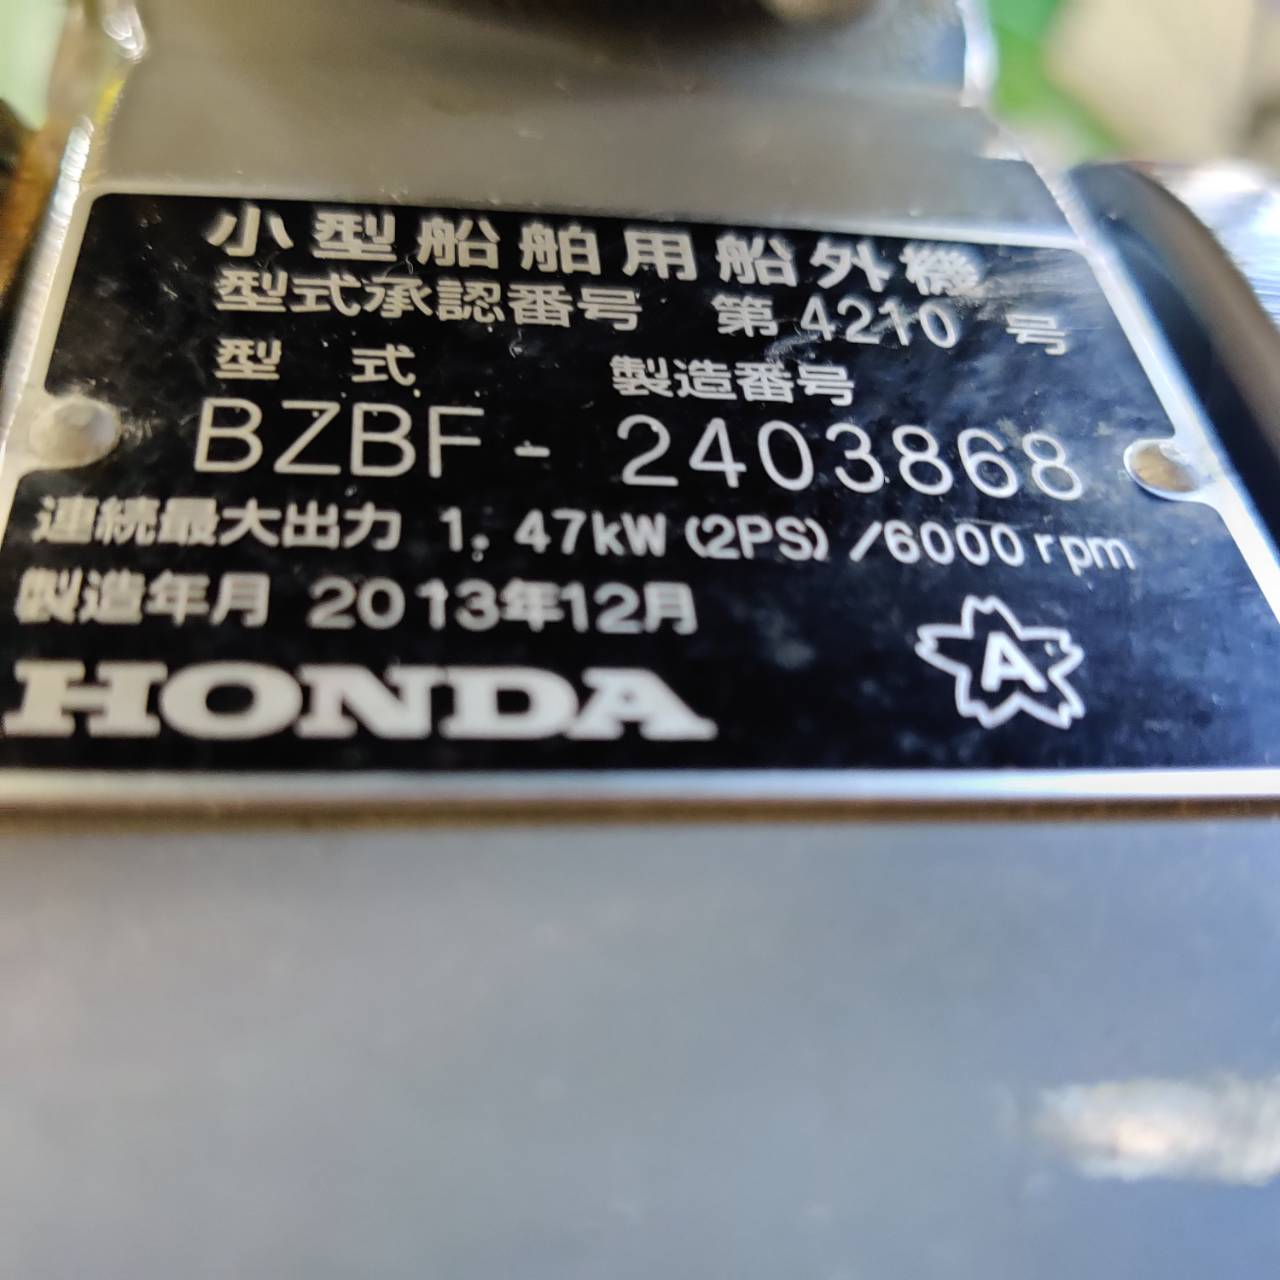 小型船舶用船外機
型式承認番号 第4210号
型式 製造番号
BZBF-2403868
連続最大出力 1.47kW(2PS)/6000rpm
製造年月 2013年12月
HONDA
A